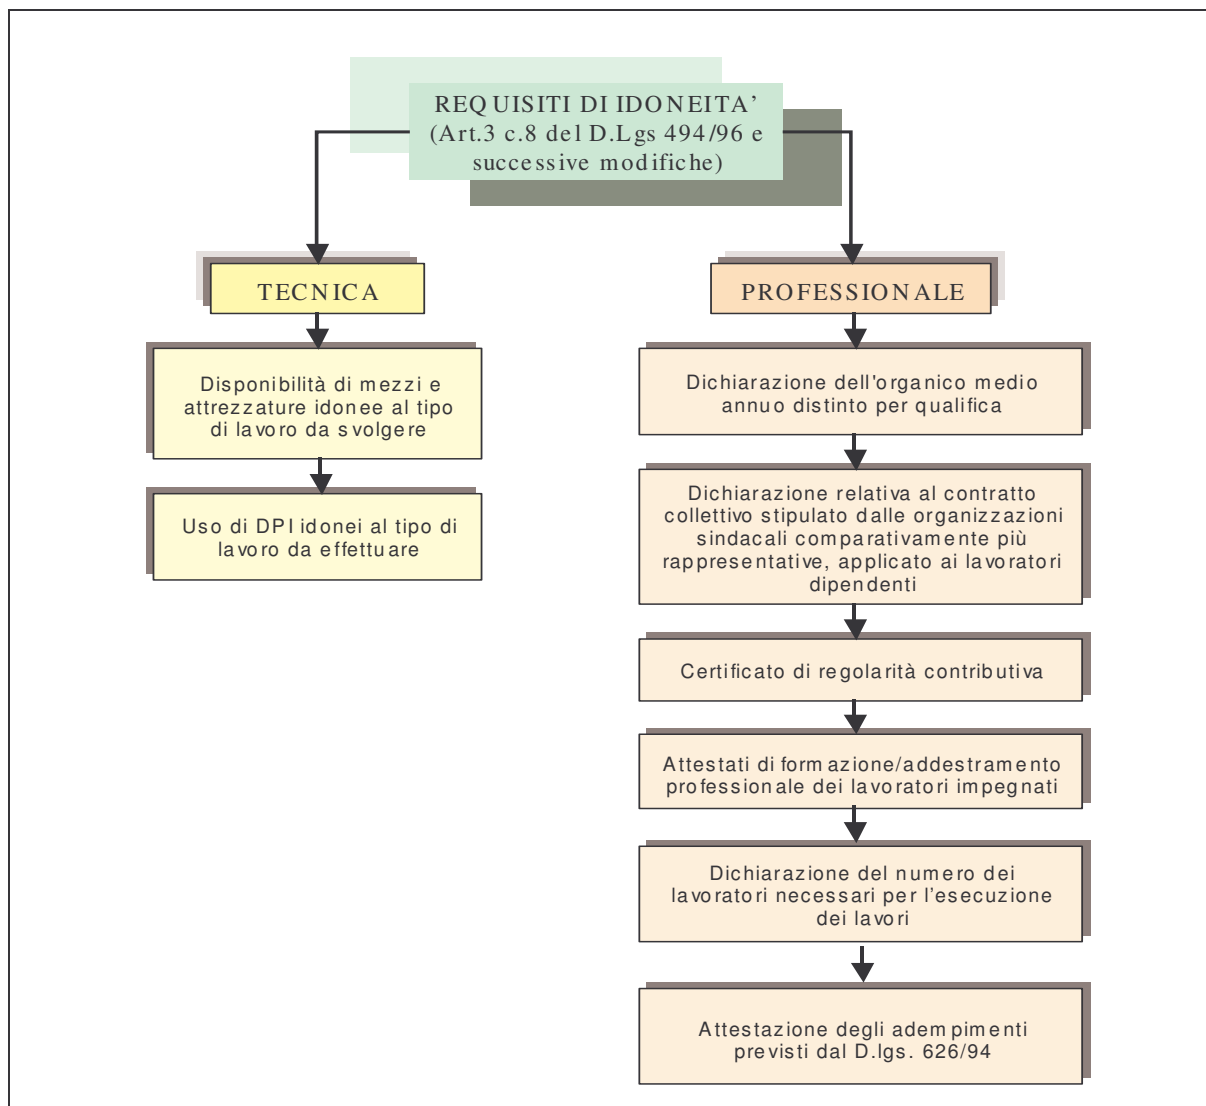 REQUISITI DI IDONEITA'
(Art.3 c.8 del D.Lgs 494/96 e
successive modifiche)
TECNICA
Disponibilità di mezzi e
attrezzature idonee al tipo
di lavoro da svolgere
Uso di DPI idonei al tipo di
lavoro da effettuare
PROFESSIONALE
Dichiarazione dell'organico medio
annuo distinto per qualifica
Dichiarazione relativa al contratto
collettivo stipulato dalle organizzazioni
sindacali comparativamente più
rappresentative, applicato ai lavoratori
dipendenti
Certificato di regolarità contributiva
Attestati di formazione/addestramento
professionale dei lavoratori impegnati
Dichiarazione del numero dei
lavoratori necessari per l'esecuzione
dei lavori
Attestazione degli adempimenti
previsti dal D.lgs. 626/94